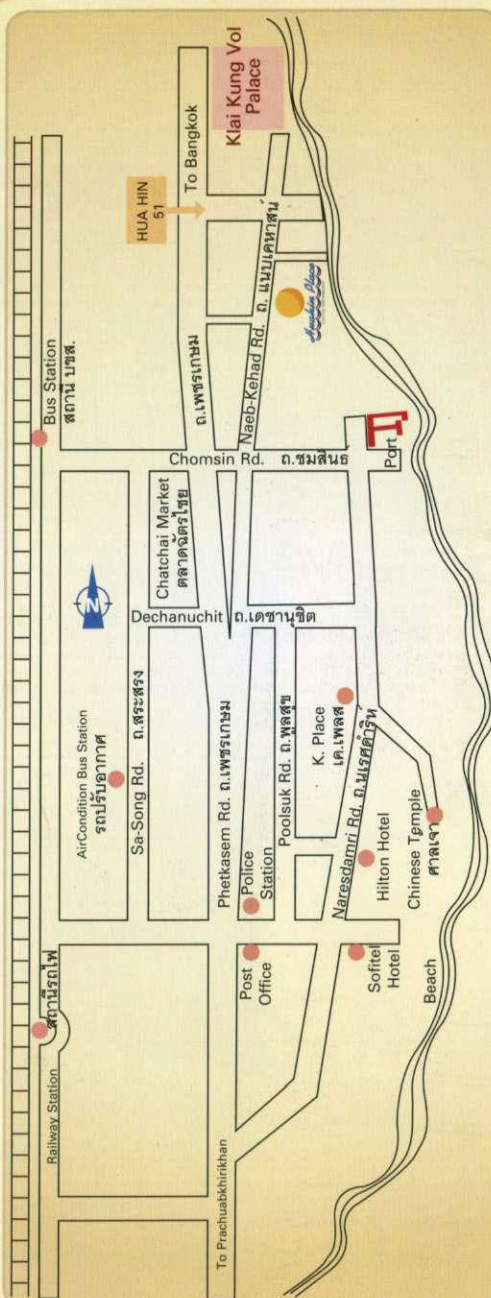 Railway Station
สถานีรถไฟ
Bus Station
สถานี บขส.
N
AirCondition Bus Station
รถปรับอากาศ
Sa-Song Rd. ถ.สระสรง
Chatchai Market
ตลาดฉัตรไชย
HUA HIN
51
To Prachuabkhirikhan
Phetkasem Rd. ถ.เพชรเกษม
Dechanuchit ถ.เดชานุชิต
ถ.เพชรเกษม
To Bangkok
Klai Kung Vol
Palace
Post
Office
Police
Station
Poolsuk Rd. ถ.พูลสุข
Chomsin Rd. ถ.ชมสินธ์
Naeb-Kehad Rd. ถ. แนบเคหาสน์
Huahin Place
K. Place
เค.เพลส
Naresdamri Rd. ถ.นเรศดำริห์
Sofitel
Hotel
Hilton Hotel
Chinese Temple
ศาลเจ้า
Port
Beach